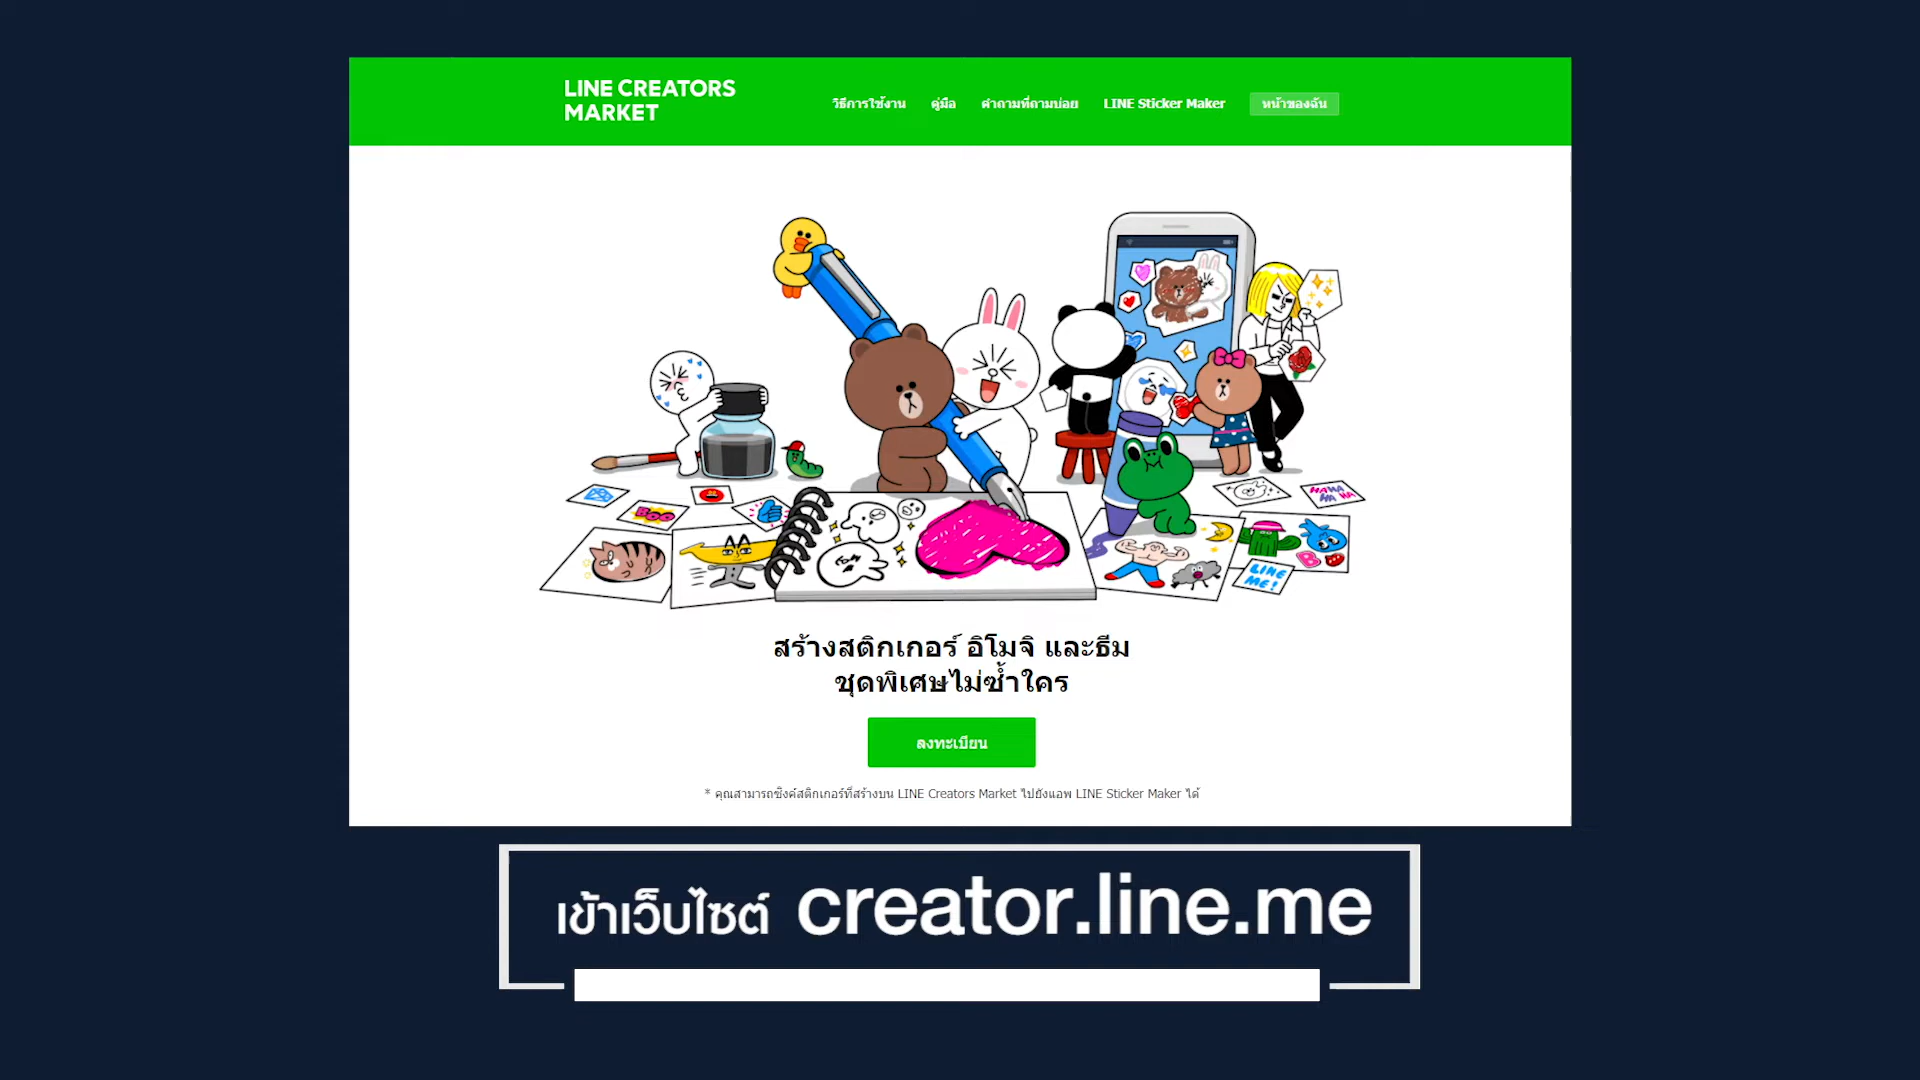 LINE CREATORS
MARKET
วิธีการใช้งาน คู่มือ คำถามที่ถามบ่อย LINE Sticker Maker หน้าของฉัน
BOO
HAHA
HA HA
LINE
ME!
B
สร้างสติกเกอร์ อิโมจิ และธีม
ชุดพิเศษไม่ซ้ำใคร
ลงทะเบียน
* คุณสามารถซิงค์สติกเกอร์ที่สร้างบน LINE Creators Market ไปยังแอพ LINE Sticker Maker ได้
เข้าเว็บไซต์ creator.line.me